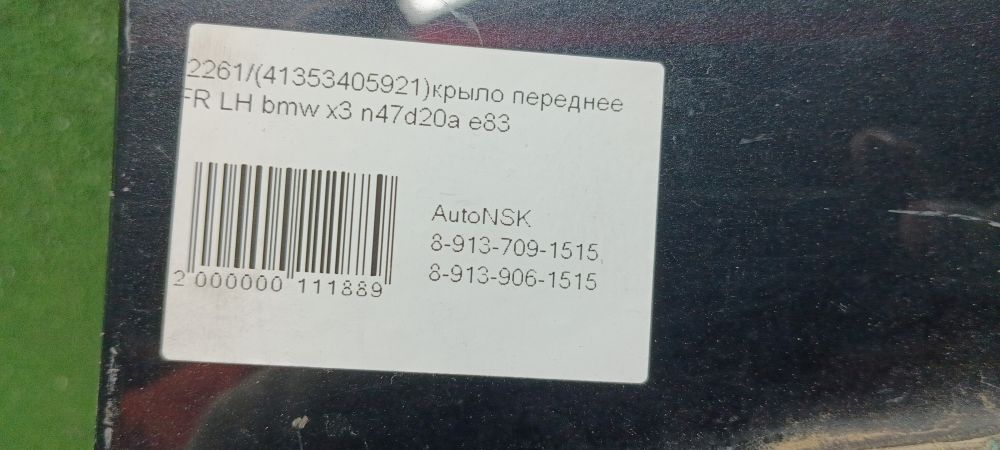 2261/(41353405921)крыло переднее
FR LH bmw x3 n47d20a e83
AutoNSK
8-913-709-1515,
8-913-906-1515
2 000000 111889